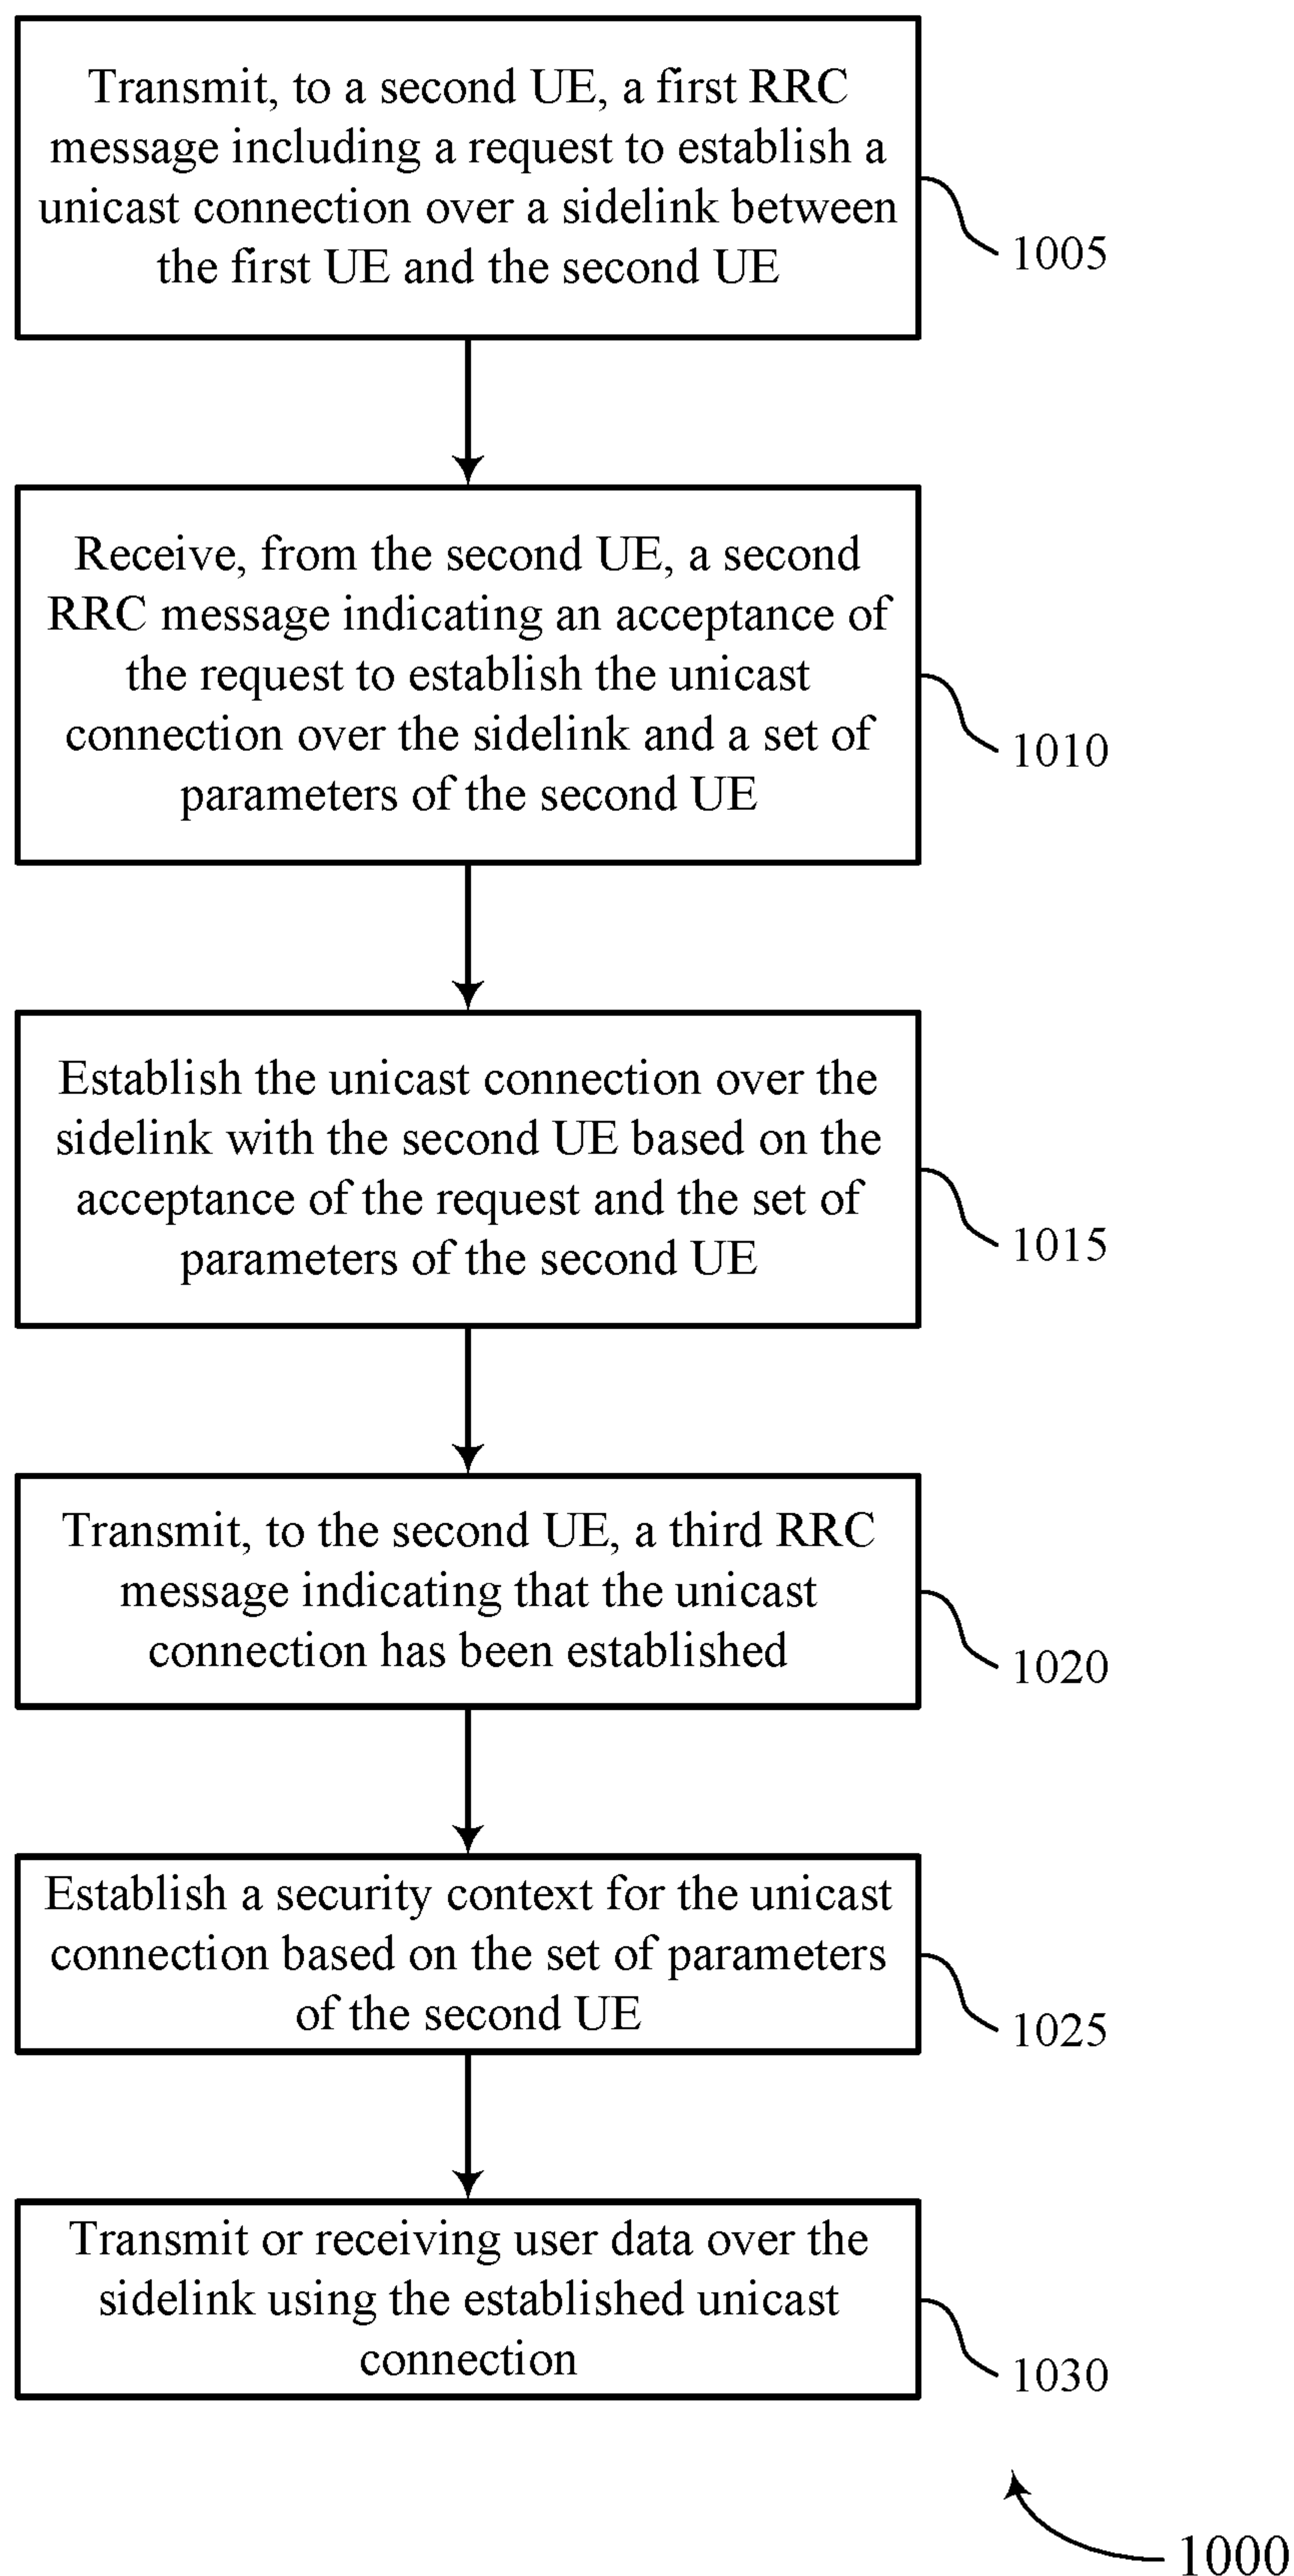 Transmit, to a second UE, a first RRC
message including a request to establish a
unicast connection over a sidelink between
the first UE and the second UE
1005
Receive, from the second UE, a second
RRC message indicating an acceptance of
the request to establish the unicast
connection over the sidelink and a set of
parameters of the second UE
1010
Establish the unicast connection over the
sidelink with the second UE based on the
acceptance of the request and the set of
parameters of the second UE
1015
Transmit, to the second UE, a third RRC
message indicating that the unicast
connection has been established
1020
Establish a security context for the unicast
connection based on the set of parameters
of the second UE
1025
Transmit or receiving user data over the
sidelink using the established unicast
connection
1030
1000